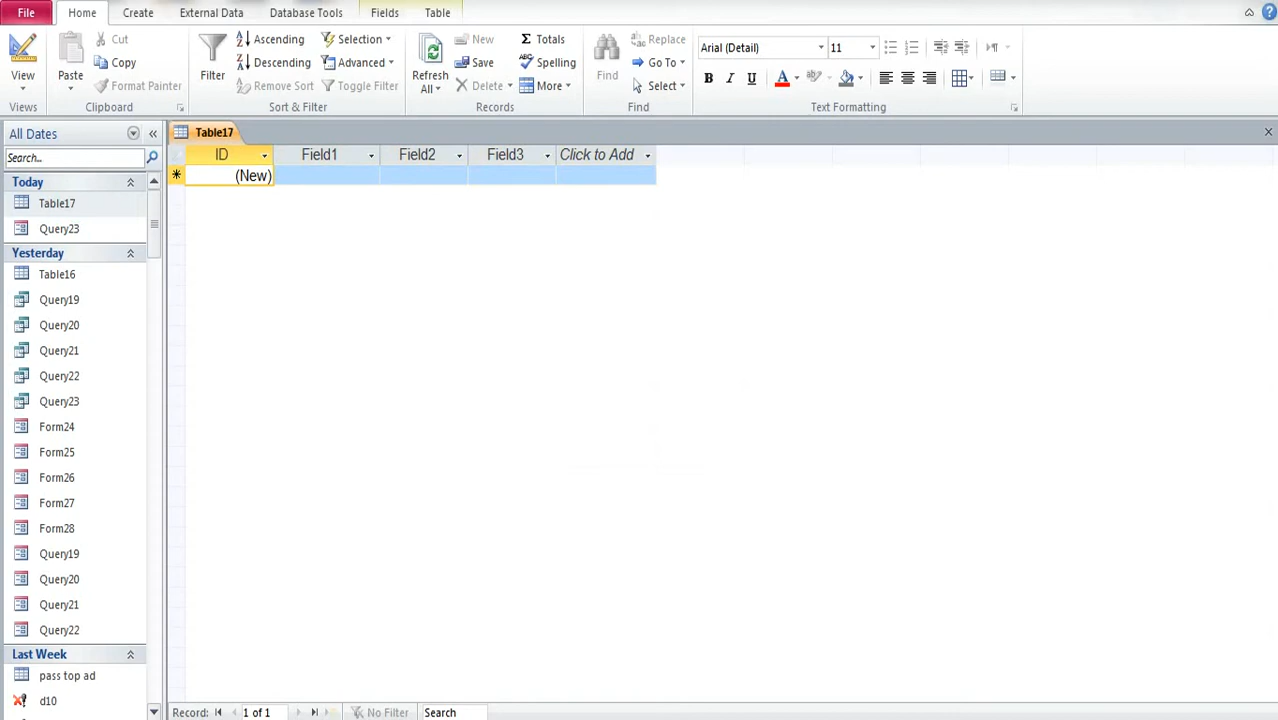 File Home Create External Data Database Tools Fields Table
View Paste Cut Copy Format Painter
Filter Ascending Descending Remove Sort Selection Advanced Toggle Filter
Refresh All New Save Delete Totals Spelling More
Find Replace Go To Select
Arial (Detail) 11
B I U A ab
Views Clipboard Sort & Filter Records Find Text Formatting
All Dates
Search...
Today
Table17
Query23
Yesterday
Table16
Query19
Query20
Query21
Query22
Query23
Form24
Form25
Form26
Form27
Form28
Query19
Query20
Query21
Query22
Last Week
pass top ad
d10
Table17
ID Field1 Field2 Field3 Click to Add
(New)
Record: 1 of 1 No Filter Search